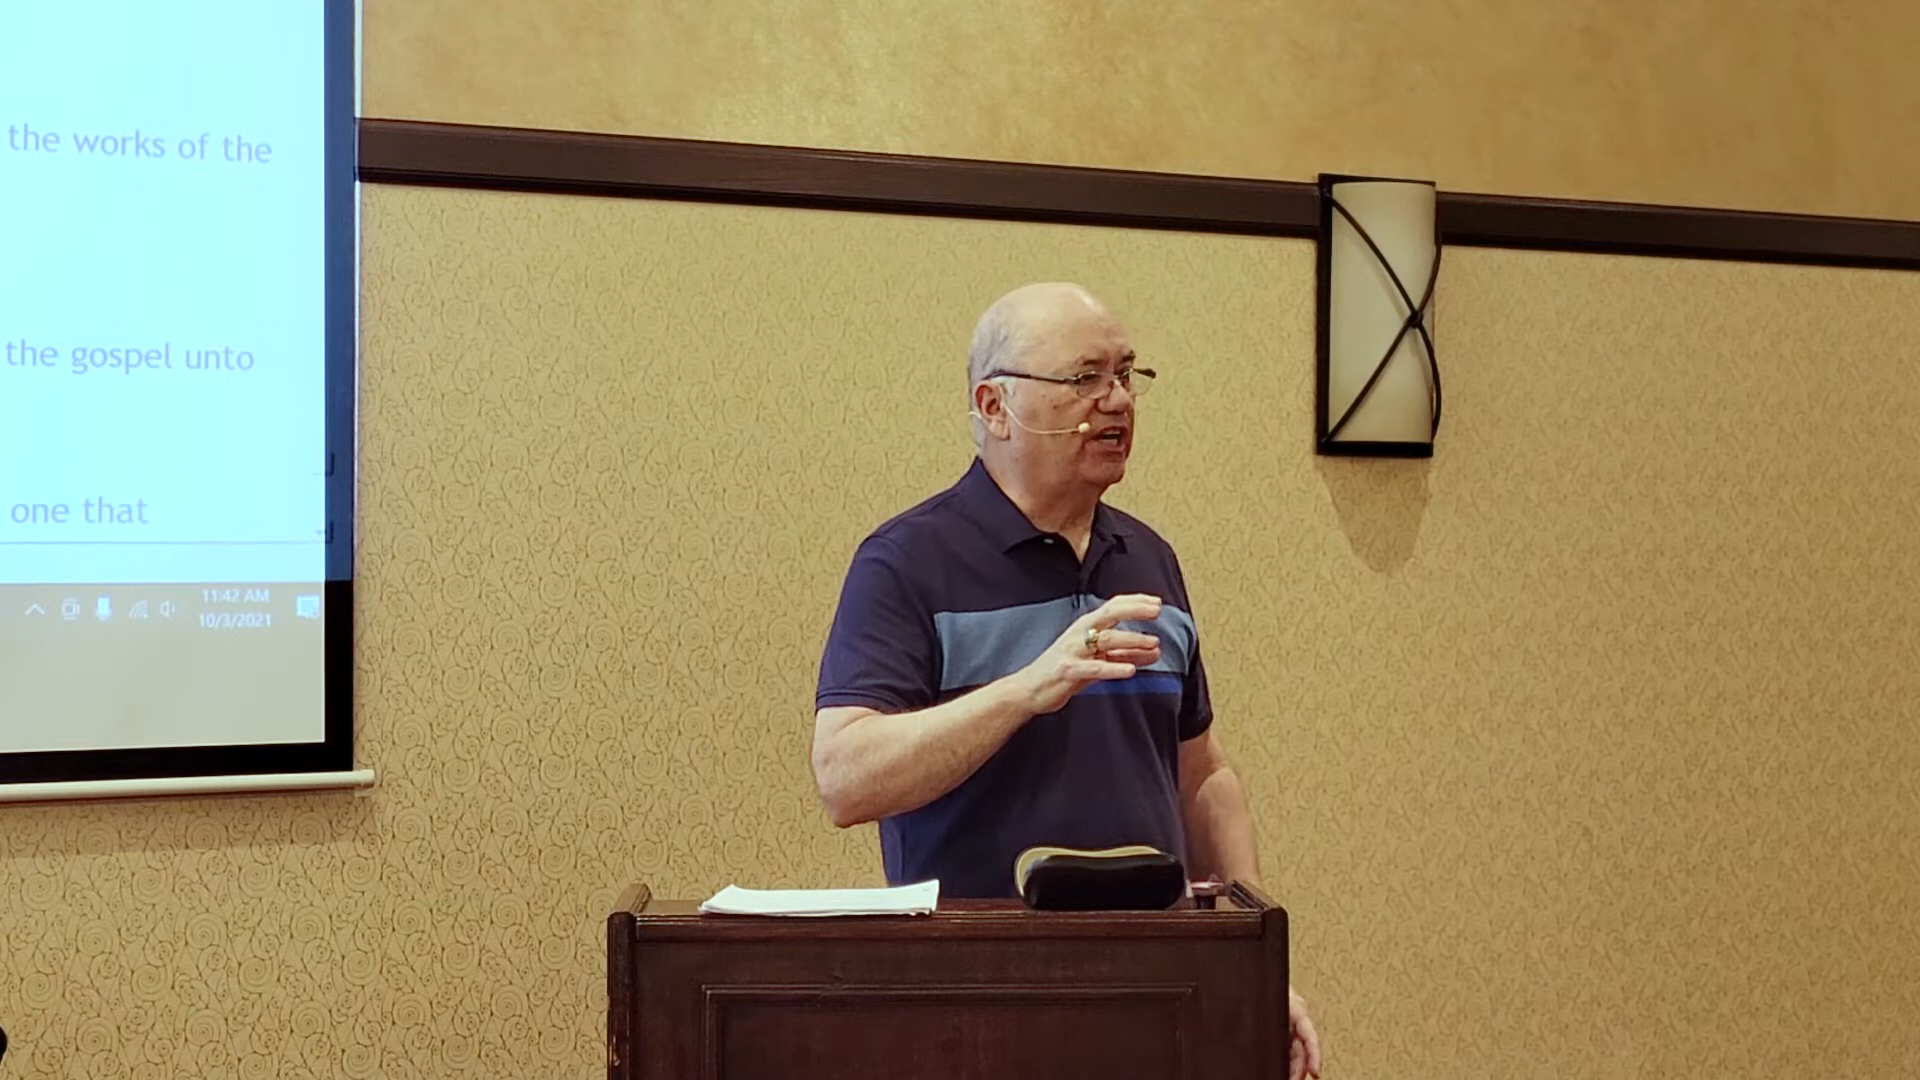 the works of the
the gospel unto
one that
11:42 AM
10/3/2021